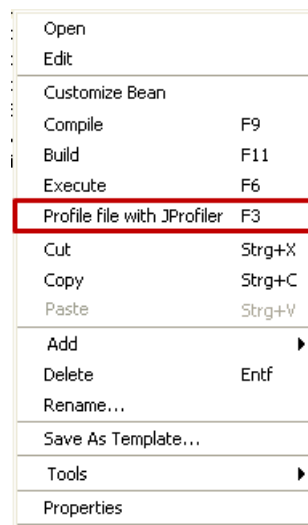 Open
Edit
Customize Bean
Compile F9
Build F11
Execute F6
Profile file with JProfiler F3
Cut Strg+X
Copy Strg+C
Paste Strg+V
Add
Delete Entf
Rename...
Save As Template...
Tools
Properties